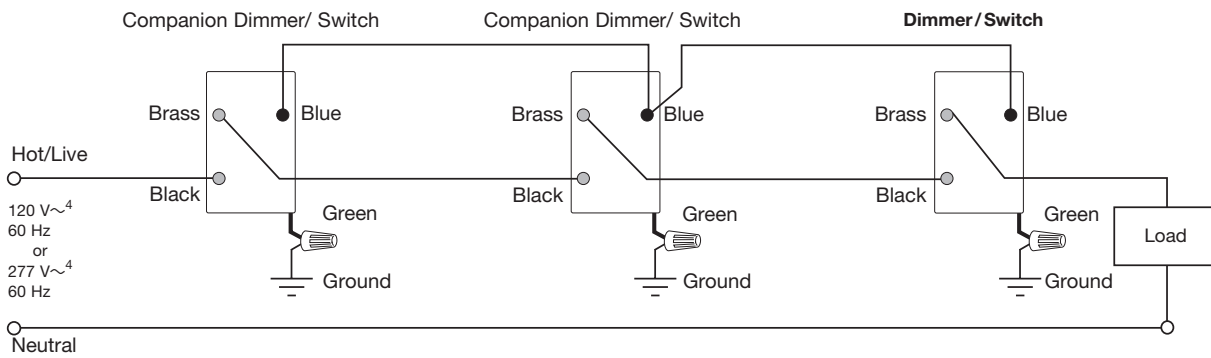 Companion Dimmer/ Switch
Companion Dimmer/ Switch
Dimmer/Switch
Brass
Blue
Brass
Blue
Brass
Blue
Hot/Live
Black
Black
Black
120 V~4
60 Hz
or
277 V~4
60 Hz
Green
Green
Green
Load
Ground
Ground
Ground
Neutral